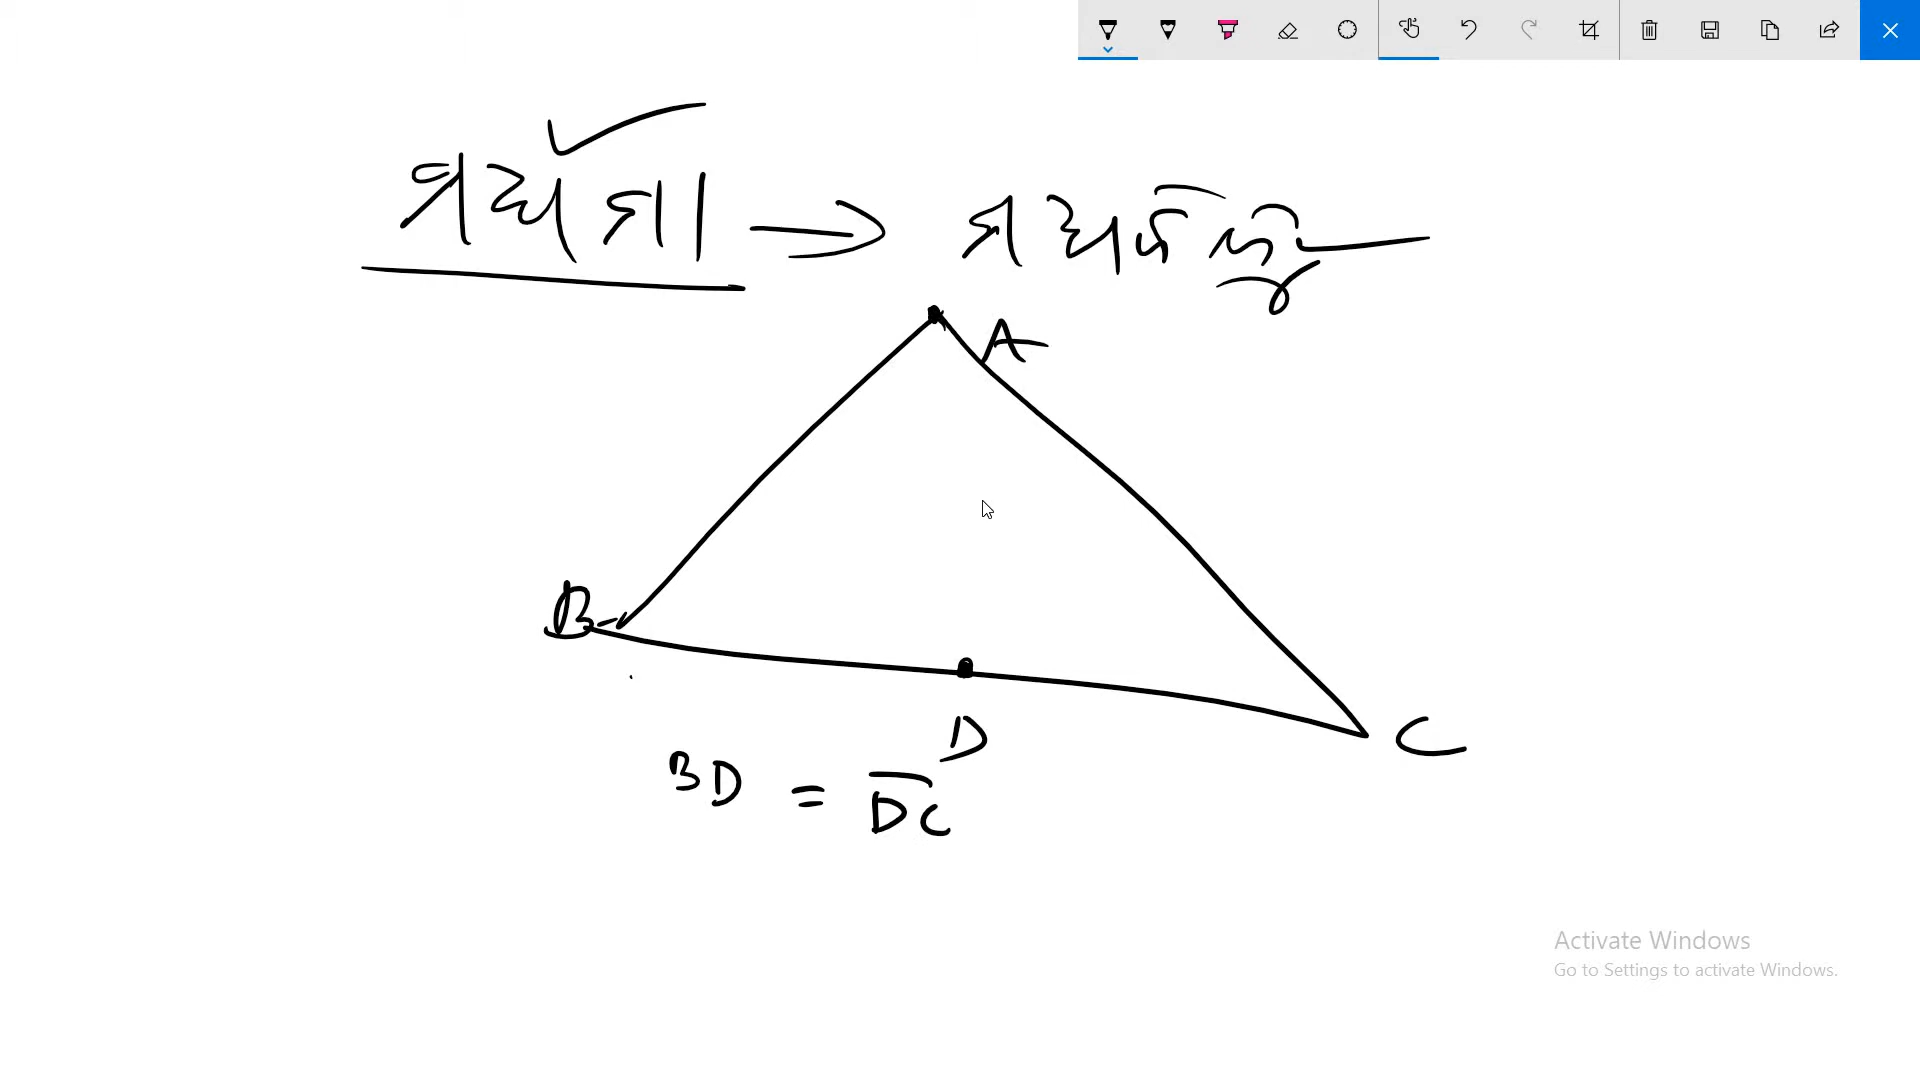 মধ্যমা → মধ্যবিন্দু
A
B
C
D
BD = DC
Activate Windows
Go to Settings to activate Windows.